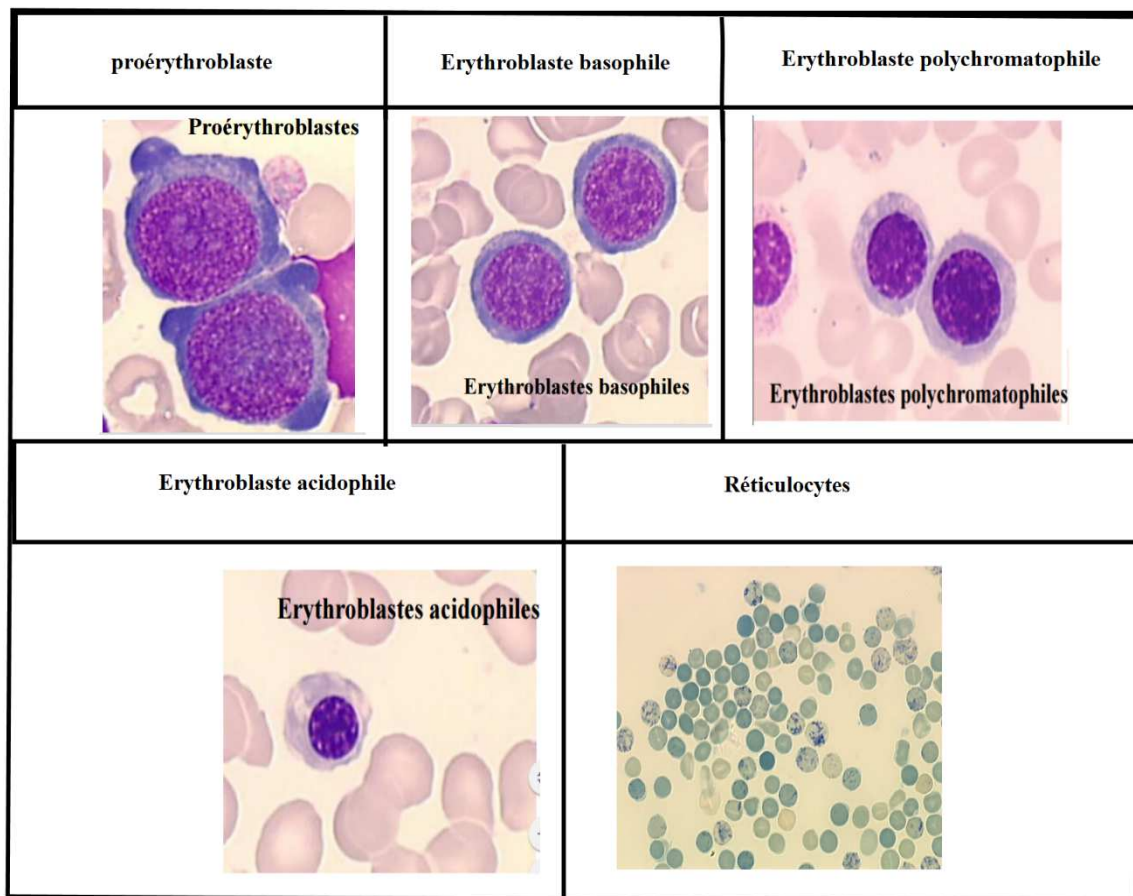 proérythroblaste
Erythroblaste basophile
Erythroblaste polychromatophile
Proérythroblastes
Erythroblastes basophiles
Erythroblastes polychromatophiles
Erythroblaste acidophile
Réticulocytes
Erythroblastes acidophiles